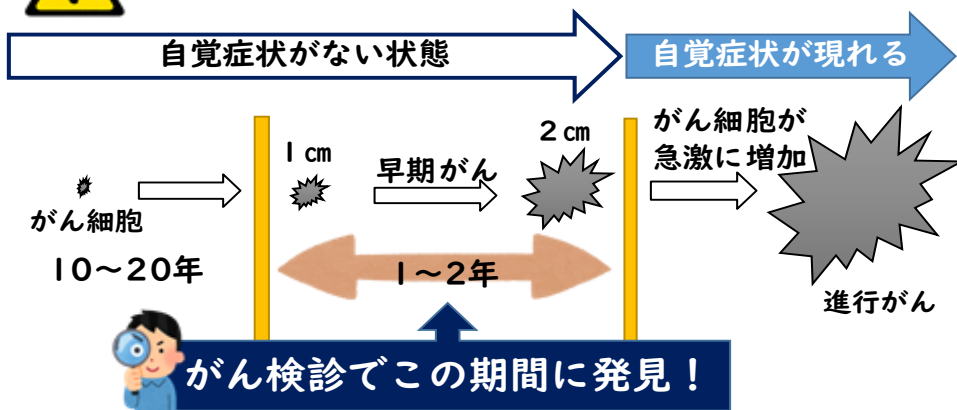 自覚症状がない状態
自覚症状が現れる
がん細胞
10～20年
1㎝
早期がん
2㎝
1～2年
がん細胞が
急激に増加
進行がん
がん検診でこの期間に発見！